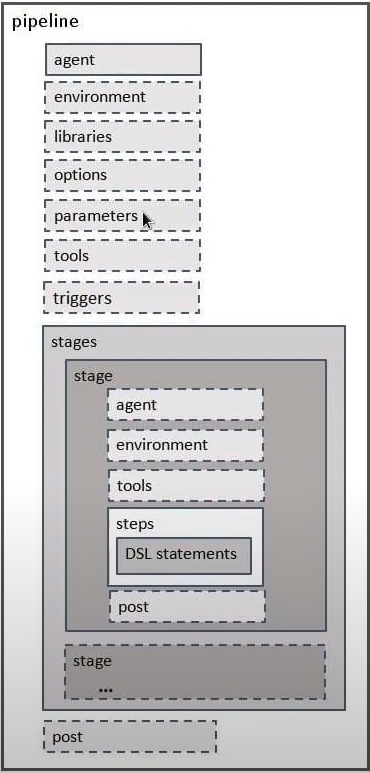 pipeline
agent
environment
libraries
options
parameters
tools
triggers
stages
stage
agent
environment
tools
steps
DSL statements
post
stage
...
post